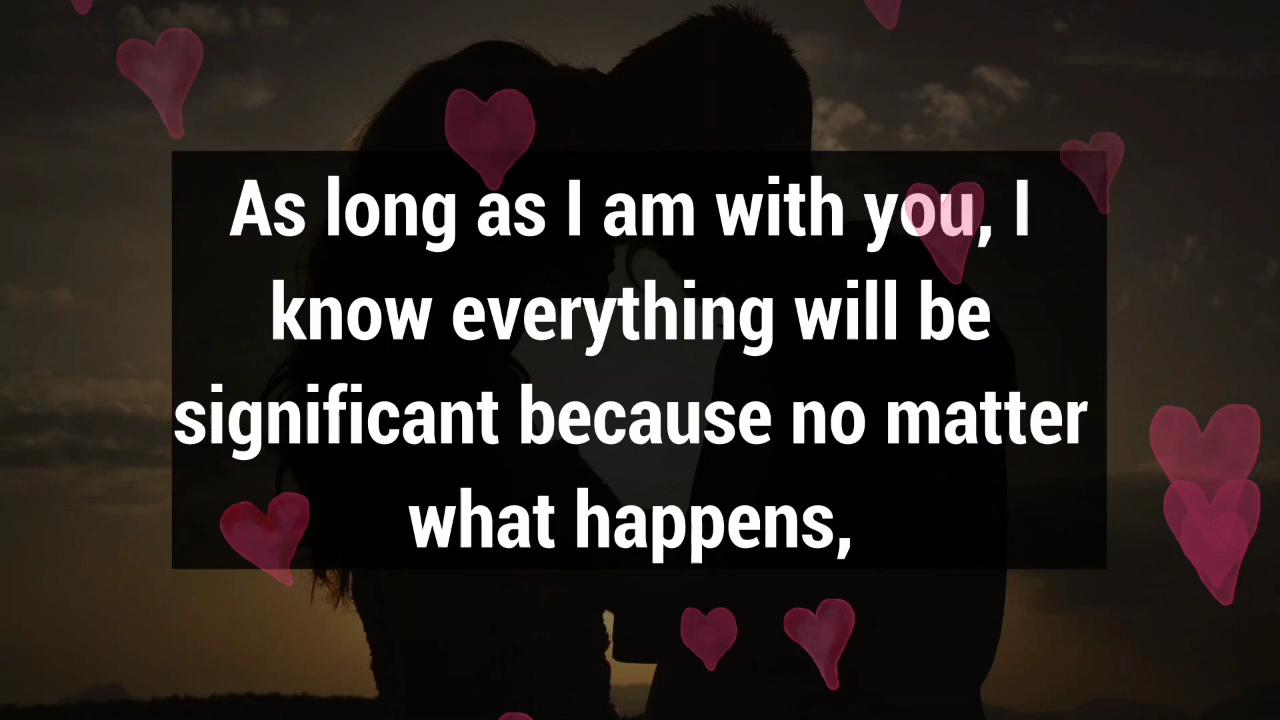 As long as I am with you, I
know everything will be
significant because no matter
what happens,